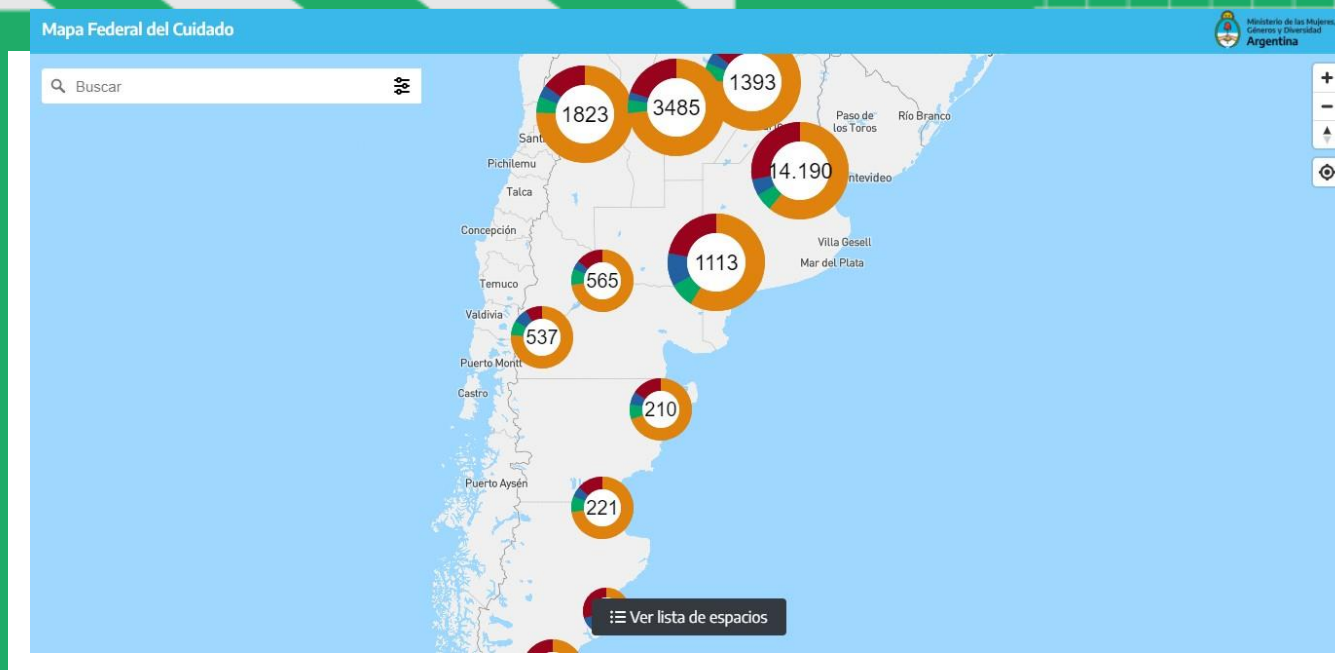 Mapa Federal del Cuidado
Ministerio de las Mujeres
Géneros y Diversidad
Argentina
Buscar
1823
3485
1393
14.190
1113
565
537
210
221
Paso de
los Toros
Río Branco
Pichilemu
Talca
Concepción
Villa Gesell
Mar del Plata
Temuco
Valdivia
Puerto Montt
Castro
Puerto Aysén
Ver lista de espacios